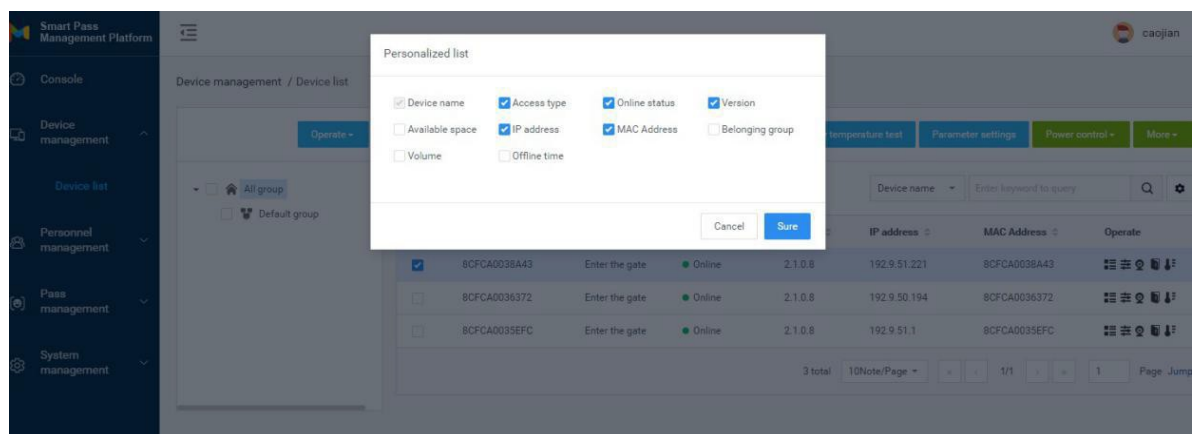 Smart Pass
Management Platform
caojian
Personalized list
Console
Device management / Device list
Device name Access type Online status Version
Available space IP address MAC Address Belonging group
Volume Offline time
Device
management
Operate
temperature test Parameter settings Power control More
Device list
All group
Device name Enter keyword to query
Default group
Cancel Sure
Personnel
management
IP address MAC Address Operate
8CFCA0038A43 Enter the gate Online 2.1.0.8 192.9.51.221 8CFCA0038A43
Pass
management
8CFCA0036372 Enter the gate Online 2.1.0.8 192.9.50.194 8CFCA0036372
8CFCA0035EFC Enter the gate Online 2.1.0.8 192.9.51.1 8CFCA0035EFC
System
management
3 total 10Note/Page « ‹ 1/1 › » 1 Page Jump